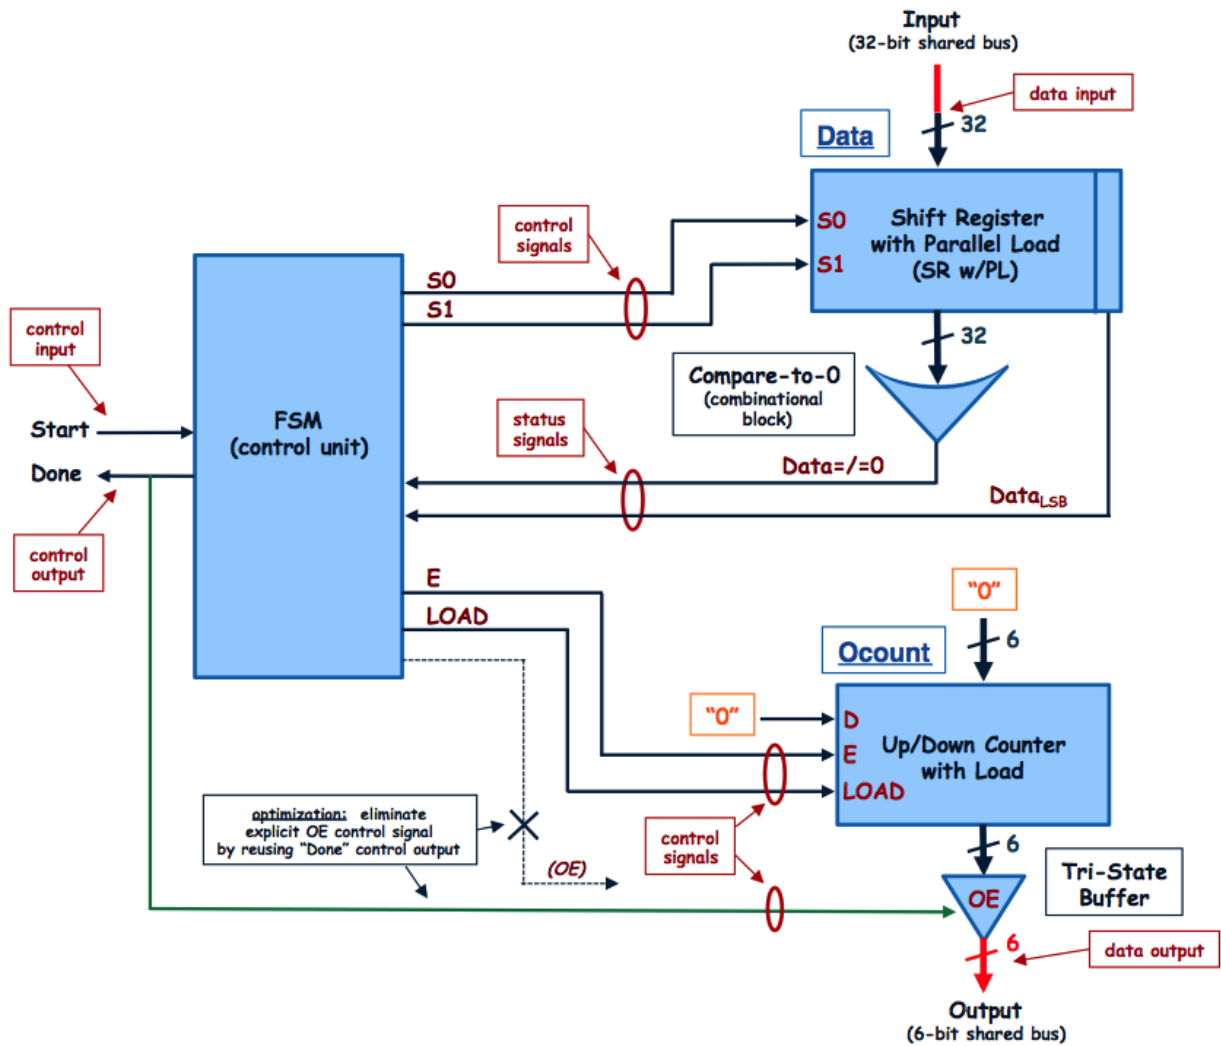 Input
(32-bit shared bus)
data input
32
Data
S0
S1
Shift Register
with Parallel Load
(SR w/PL)
control
signals
S0
S1
32
control
input
Compare-to-0
(combinational
block)
status
signals
Start
Done
FSM
(control unit)
Data=/=0
DataLSB
control
output
E
LOAD
"0"
6
Ocount
"0"
D
E
LOAD
Up/Down Counter
with Load
optimization: eliminate
explicit OE control signal
by reusing "Done" control output
control
signals
6
(OE)
OE
Tri-State
Buffer
6
data output
Output
(6-bit shared bus)